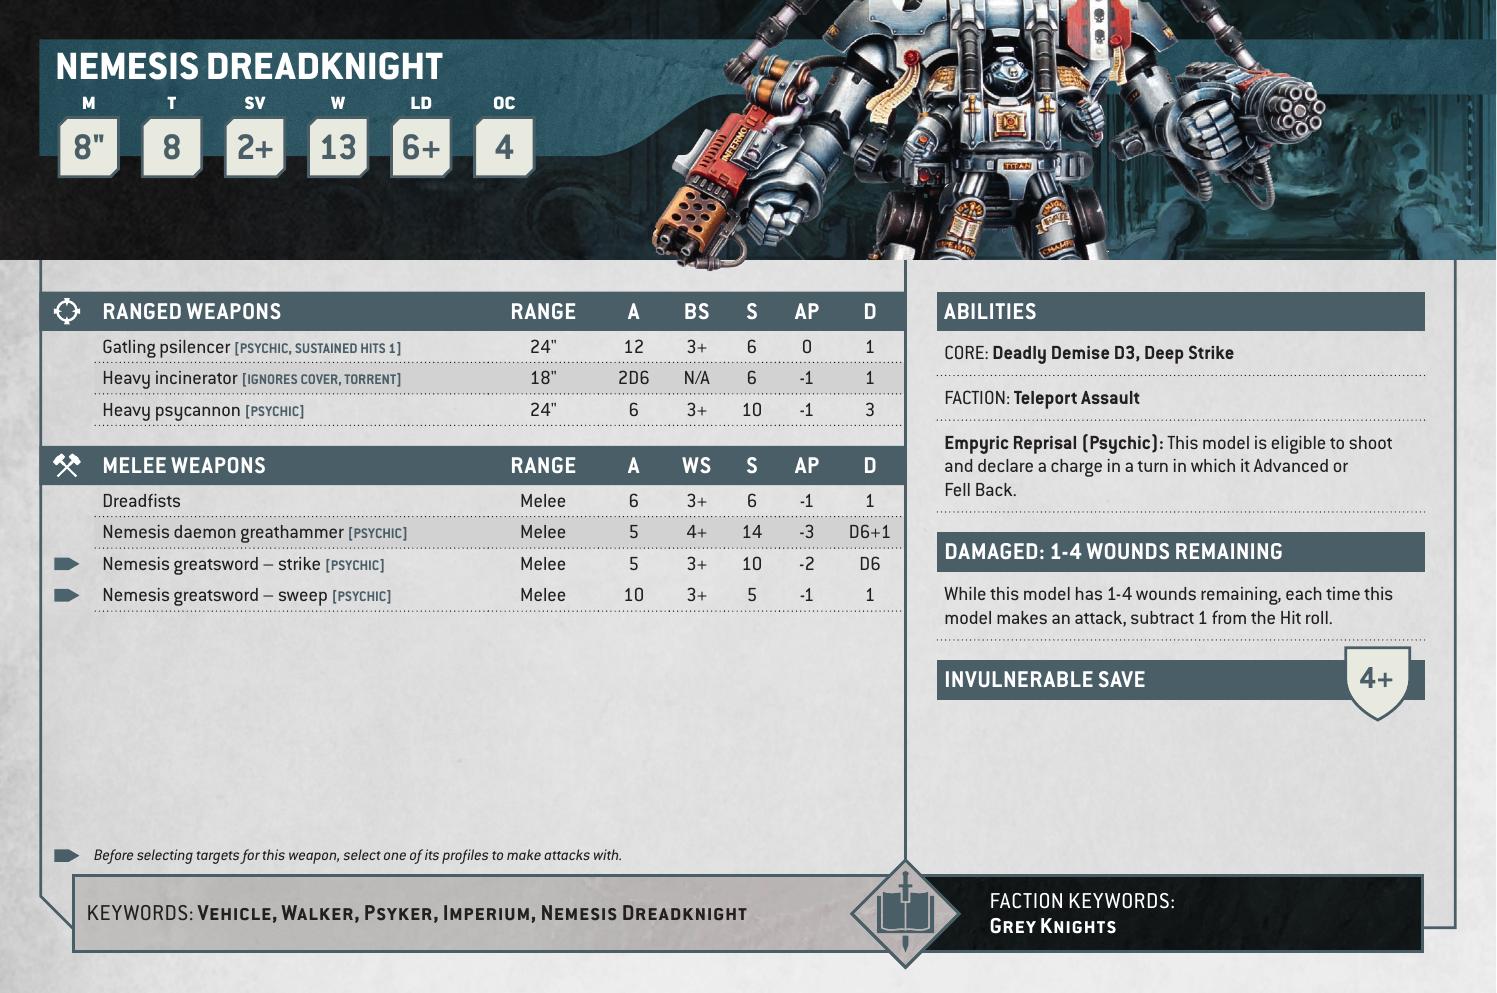 NEMESIS DREADKNIGHT
M T SV W LD OC
8" 8 2+ 13 6+ 4
INFERNO
TITAN
HATE
RANGED WEAPONS RANGE A BS S AP D
Gatling psilencer [PSYCHIC, SUSTAINED HITS 1] 24" 12 3+ 6 0 1
Heavy incinerator [IGNORES COVER, TORRENT] 18" 2D6 N/A 6 -1 1
Heavy psycannon [PSYCHIC] 24" 6 3+ 10 -1 3
MELEE WEAPONS RANGE A WS S AP D
Dreadfists Melee 6 3+ 6 -1 1
Nemesis daemon greathammer [PSYCHIC] Melee 5 4+ 14 -3 D6+1
Nemesis greatsword – strike [PSYCHIC] Melee 5 3+ 10 -2 D6
Nemesis greatsword – sweep [PSYCHIC] Melee 10 3+ 5 -1 1
Before selecting targets for this weapon, select one of its profiles to make attacks with.
ABILITIES
CORE: Deadly Demise D3, Deep Strike
FACTION: Teleport Assault
Empyric Reprisal (Psychic): This model is eligible to shoot
and declare a charge in a turn in which it Advanced or
Fell Back.
DAMAGED: 1-4 WOUNDS REMAINING
While this model has 1-4 wounds remaining, each time this
model makes an attack, subtract 1 from the Hit roll.
INVULNERABLE SAVE 4+
KEYWORDS: VEHICLE, WALKER, PSYKER, IMPERIUM, NEMESIS DREADKNIGHT
FACTION KEYWORDS:
GREY KNIGHTS